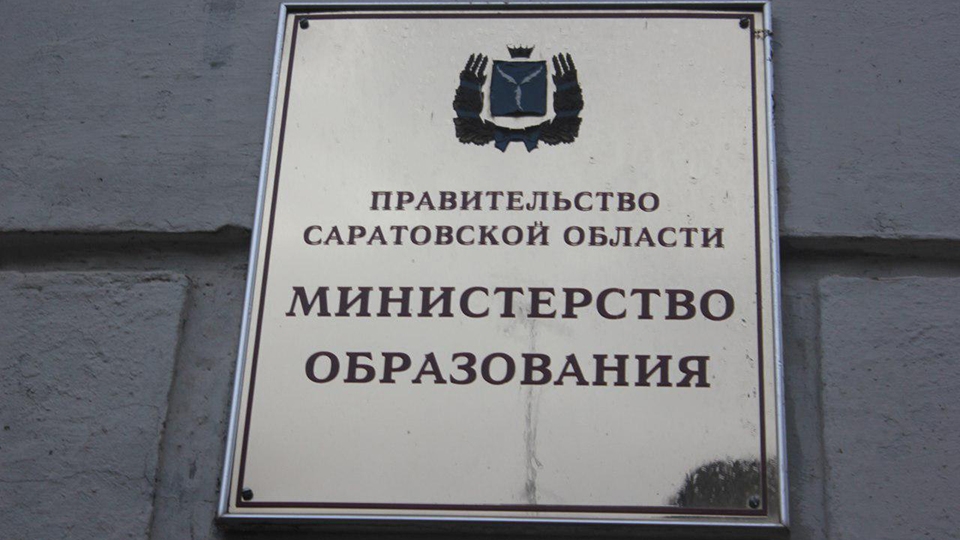 ПРАВИТЕЛЬСТВО
САРАТОВСКОЙ ОБЛАСТИ
МИНИСТЕРСТВО
ОБРАЗОВАНИЯ